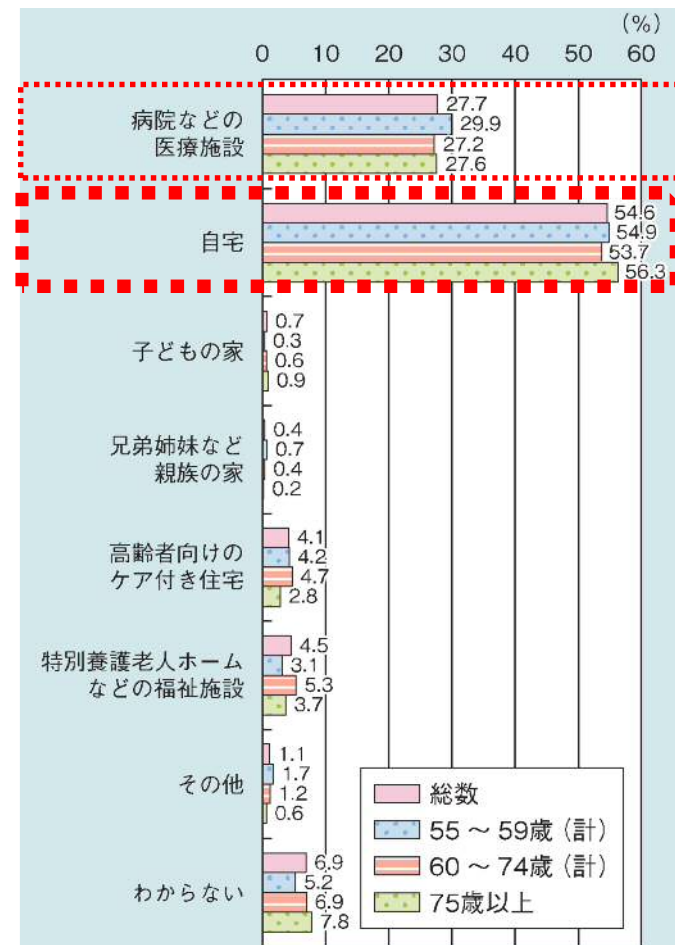 (%)
0 10 20 30 40 50 60
病院などの
医療施設
27.7
29.9
27.2
27.6
自宅
54.6
54.9
53.7
56.3
子どもの家
0.7
0.3
0.6
0.9
兄弟姉妹など
親族の家
0.4
0.7
0.4
0.2
高齢者向けの
ケア付き住宅
4.1
4.2
4.7
2.8
特別養護老人ホーム
などの福祉施設
4.5
3.1
5.3
3.7
その他
1.1
1.7
1.2
0.6
わからない
6.9
5.2
6.9
7.8
総数
55～59歳(計)
60～74歳(計)
75歳以上